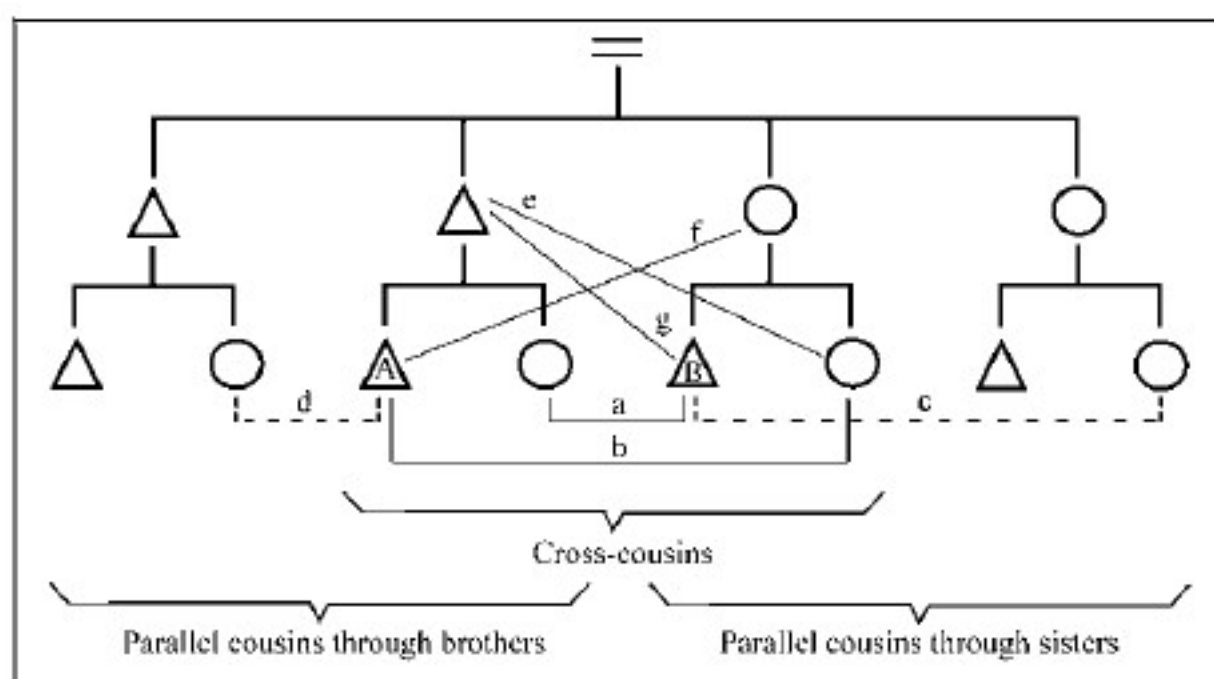 e
f
g
A
B
d
a
c
b
Cross-cousins
Parallel cousins through brothers
Parallel cousins through sisters